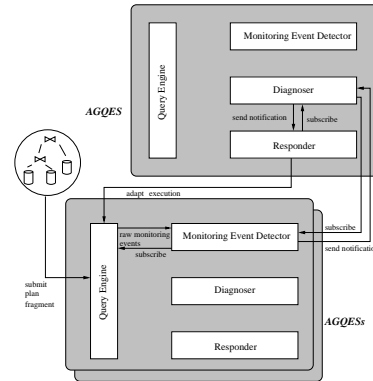 Monitoring Event Detector
Query Engine
Diagnoser
AGQES
send notification
subscribe
Responder
adapt execution
subscribe
raw monitoring
events
Monitoring Event Detector
send notification
subscribe
submit
plan
fragment
Query Engine
Diagnoser
AGQESs
Responder